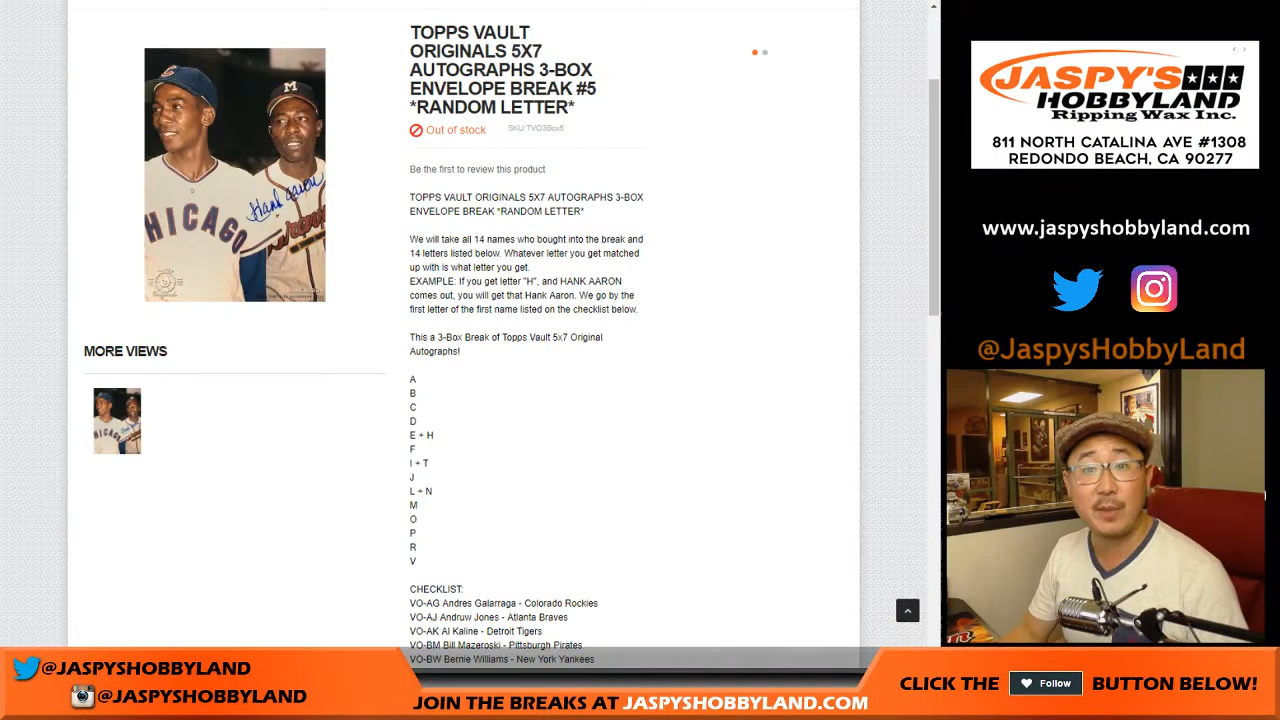 TOPPS VAULT
ORIGINALS 5X7
AUTOGRAPHS 3-BOX
ENVELOPE BREAK #5
*RANDOM LETTER*
Out of stock
SKU:TVO3Box5
Be the first to review this product
TOPPS VAULT ORIGINALS 5X7 AUTOGRAPHS 3-BOX
ENVELOPE BREAK *RANDOM LETTER*
We will take all 14 names who bought into the break and
14 letters listed below. Whatever letter you get matched
up with is what letter you get.
EXAMPLE: If you get letter "H", and HANK AARON
comes out, you will get that Hank Aaron. We go by the
first letter of the first name listed on the checklist below.
This a 3-Box Break of Topps Vault 5x7 Original
Autographs!
A
B
C
D
E + H
F
I + T
J
L + N
M
O
P
R
V
CHECKLIST:
VO-AG Andres Galarraga - Colorado Rockies
VO-AJ Andruw Jones - Atlanta Braves
VO-AK Al Kaline - Detroit Tigers
VO-BM Bill Mazeroski - Pittsburgh Pirates
VO-BW Bernie Williams - New York Yankees
CHICAGO
M
Hank Aaron
MORE VIEWS
JASPY'S
HOBBYLAND
Ripping Wax Inc.
811 NORTH CATALINA AVE #1308
REDONDO BEACH, CA 90277
www.jaspyshobbyland.com
@JaspysHobbyLand
@JASPYSHOBBYLAND
@JASPYSHOBBYLAND
JOIN THE BREAKS AT JASPYSHOBBYLAND.COM
CLICK THE Follow BUTTON BELOW!